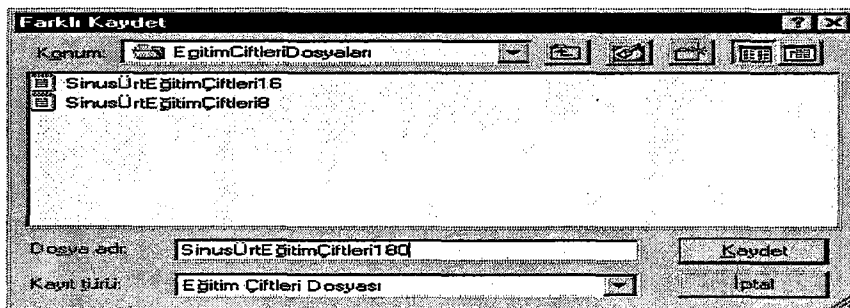 Farklı Kaydet
Konum: EgitimCiftleriDosyaları
SinusÜrtEğitimÇiftleri16
SinusÜrtEğitimÇiftleri8
Dosya adı: SinusÜrtEğitimÇiftleri180
Kaydet
Kayıt türü: Eğitim Çiftleri Dosyası
İptal